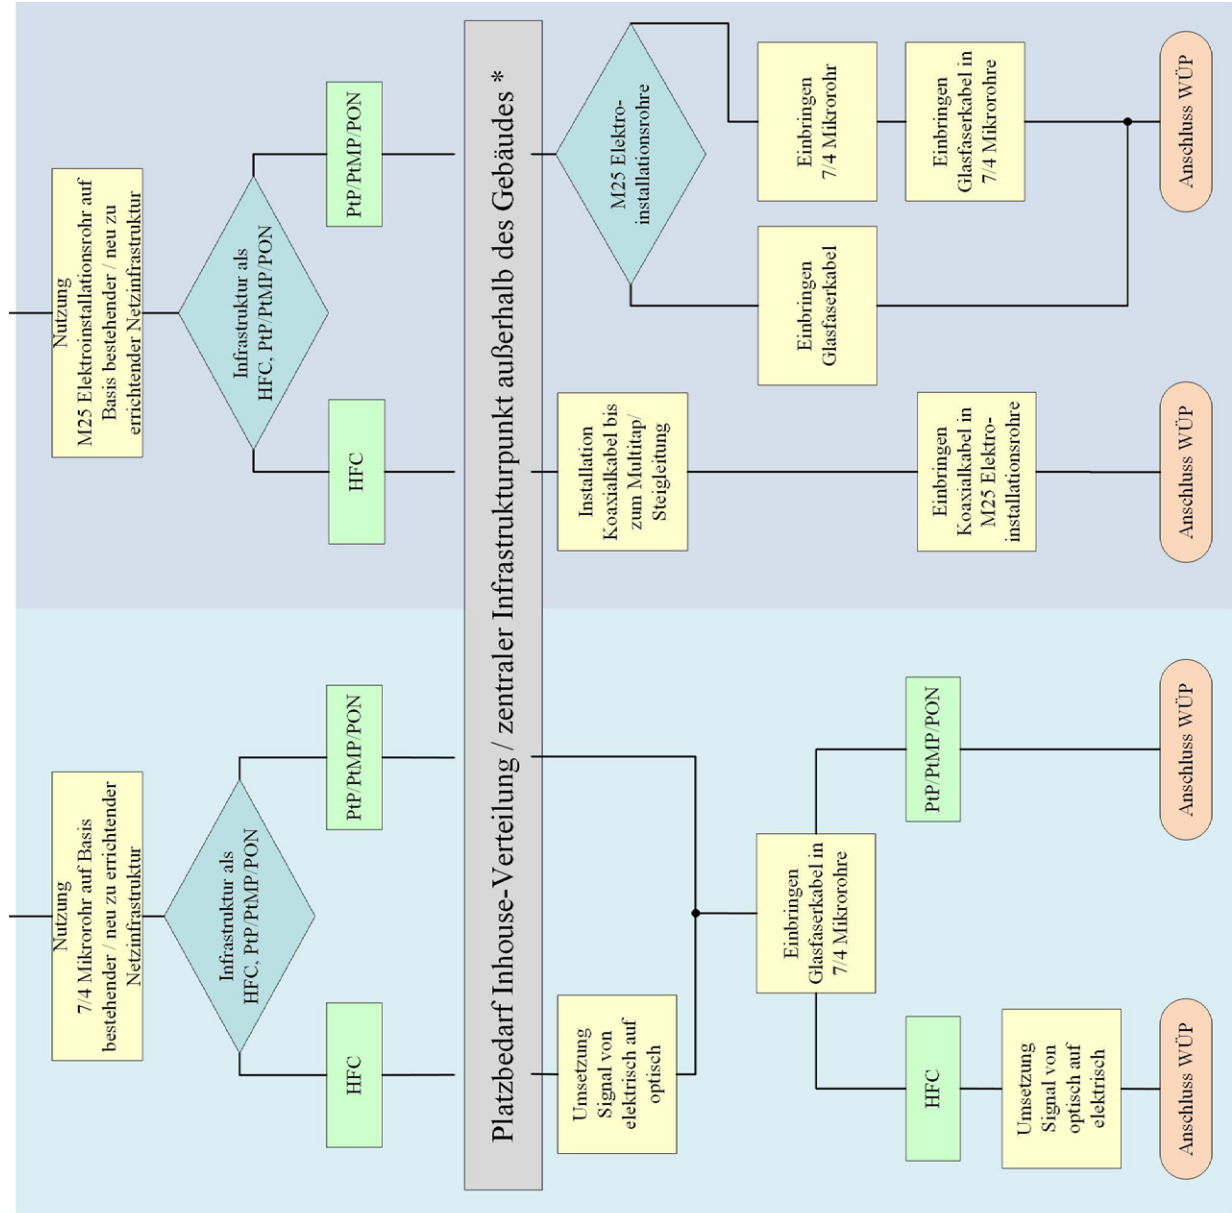 Nutzung
7/4 Mikrorohr auf Basis
bestehender / neu zu errichtender
Netzinfrastruktur
Nutzung
M25 Elektroinstallationsrohr auf
Basis bestehender / neu zu
errichtender Netzinfrastruktur
Infrastruktur als
HFC, PtP/PtMP/PON
Infrastruktur als
HFC, PtP/PtMP/PON
HFC
PtP/PtMP/PON
HFC
PtP/PtMP/PON
Platzbedarf Inhouse-Verteilung / zentraler Infrastrukturpunkt außerhalb des Gebäudes *
Umsetzung
Signal von
elektrisch auf
optisch
Installation
Koaxialkabel bis
zum Multitap/
Steigleitung
M25 Elektro-
installationsrohre
Einbringen
Glasfaserkabel in
7/4 Mikrorohre
Einbringen
Glasfaserkabel
Einbringen
7/4 Mikrorohr
HFC
PtP/PtMP/PON
Einbringen
Koaxialkabel in
M25 Elektro-
installationsrohre
Einbringen
Glasfaserkabel in
7/4 Mikrorohre
Umsetzung
Signal von
optisch auf
elektrisch
Anschluss WÜP
Anschluss WÜP
Anschluss WÜP
Anschluss WÜP